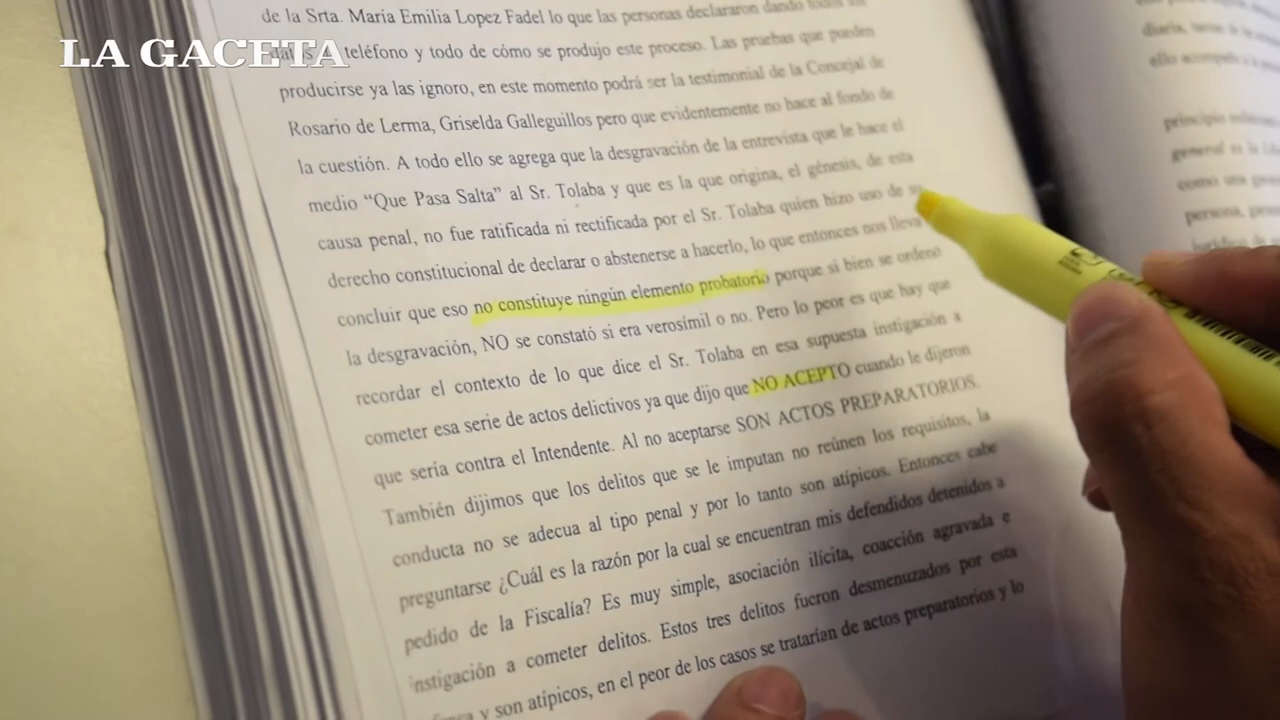 LA GACETA
de la Srta. María Emilia Lopez Fadel lo que las personas declararon dando todos
teléfono y todo de cómo se produjo este proceso. Las pruebas que pueden
producirse ya las ignoro, en este momento podrá ser la testimonial de la Concejal de
Rosario de Lerma, Griselda Galleguillos pero que evidentemente no hace al fondo de
la cuestión. A todo ello se agrega que la desgravación de la entrevista que le hace el
medio “Que Pasa Salta” al Sr. Tolaba y que es la que origina, el génesis, de esta
causa penal, no fue ratificada ni rectificada por el Sr. Tolaba quien hizo uso de su
derecho constitucional de declarar o abstenerse a hacerlo, lo que entonces nos lleva
concluir que eso no constituye ningún elemento probatorio porque si bien se ordenó
la desgravación, NO se constató si era verosímil o no. Pero lo peor es que hay que
recordar el contexto de lo que dice el Sr. Tolaba en esa supuesta instigación a
cometer esa serie de actos delictivos ya que dijo que NO ACEPTO cuando le dijeron
que sería contra el Intendente. Al no aceptarse SON ACTOS PREPARATORIOS.
También dijimos que los delitos que se le imputan no reúnen los requisitos, la
conducta no se adecua al tipo penal y por lo tanto son atípicos. Entonces cabe
preguntarse ¿Cuál es la razón por la cual se encuentran mis defendidos detenidos a
pedido de la Fiscalía? Es muy simple, asociación ilícita, coacción agravada e
instigación a cometer delitos. Estos tres delitos fueron desmenuzados por esta
y son atípicos, en el peor de los casos se tratarían de actos preparatorios y lo
diaria,
general es la
como una
persona,